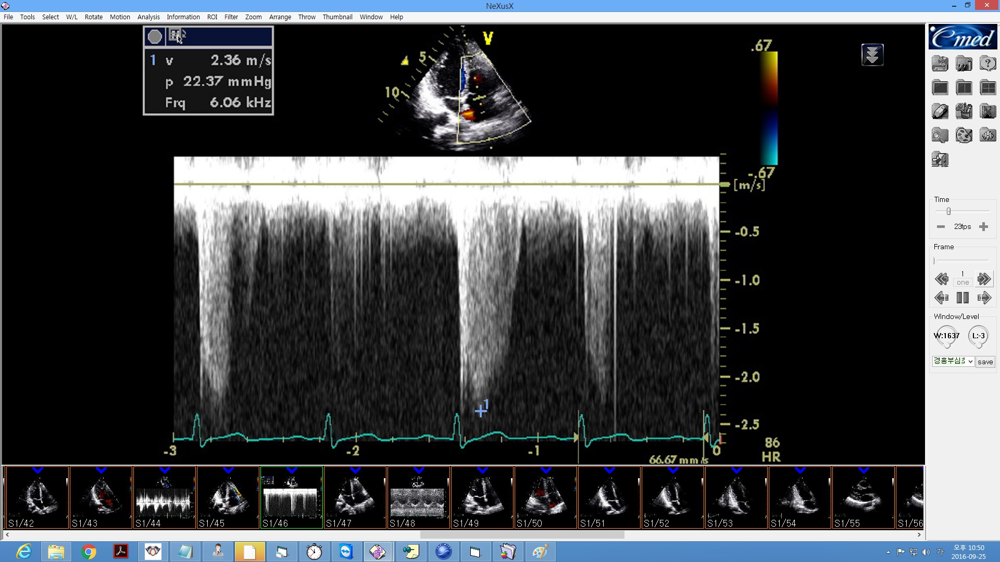 NeXusX
File Tools Select W/L Rotate Motion Analysis Information ROI Filter Zoom Arrange Throw Thumbnail Window Help
1 v 2.36 m/s
p 22.37 mmHg
Frq 6.06 kHz
V
5
10
.67
-.67
[m/s]
-0.5
-1.0
-1.5
-2.0
-2.5
1
-3 -2 -1 0
66.67 mm/s
86
HR
emed
Time
23fps
Frame
1
one
Window/Level
W:1637 L:-3
save
S1/42 S1/43 S1/44 S1/45 S1/46 S1/47 S1/48 S1/49 S1/50 S1/51 S1/52 S1/53 S1/54 S1/55 S1/56
가 오후 10:50
2016-09-25